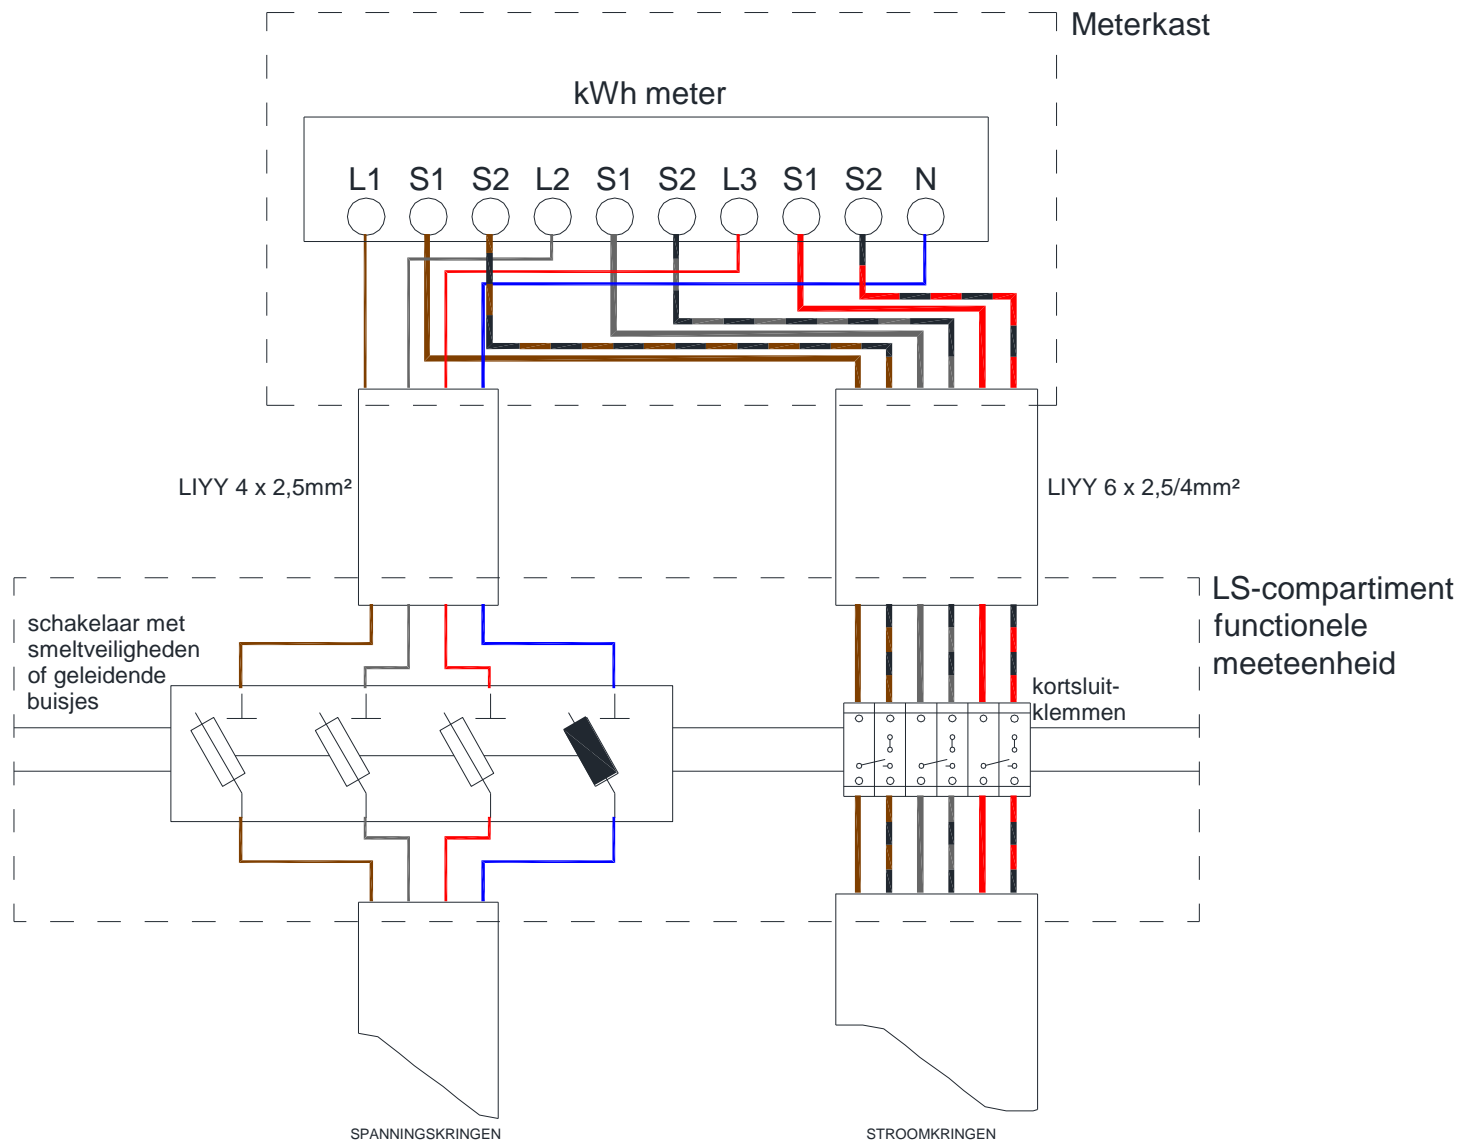 Meterkast
kWh meter
L1 S1 S2 L2 S1 S2 L3 S1 S2 N
LIYY 4 x 2,5mm²
LIYY 6 x 2,5/4mm²
LS-compartiment
functionele
meeteenheid
schakelaar met
smeltveiligheden
of geleidende
buisjes
kortsluit-
klemmen
SPANNINGSKRINGEN
STROOMKRINGEN